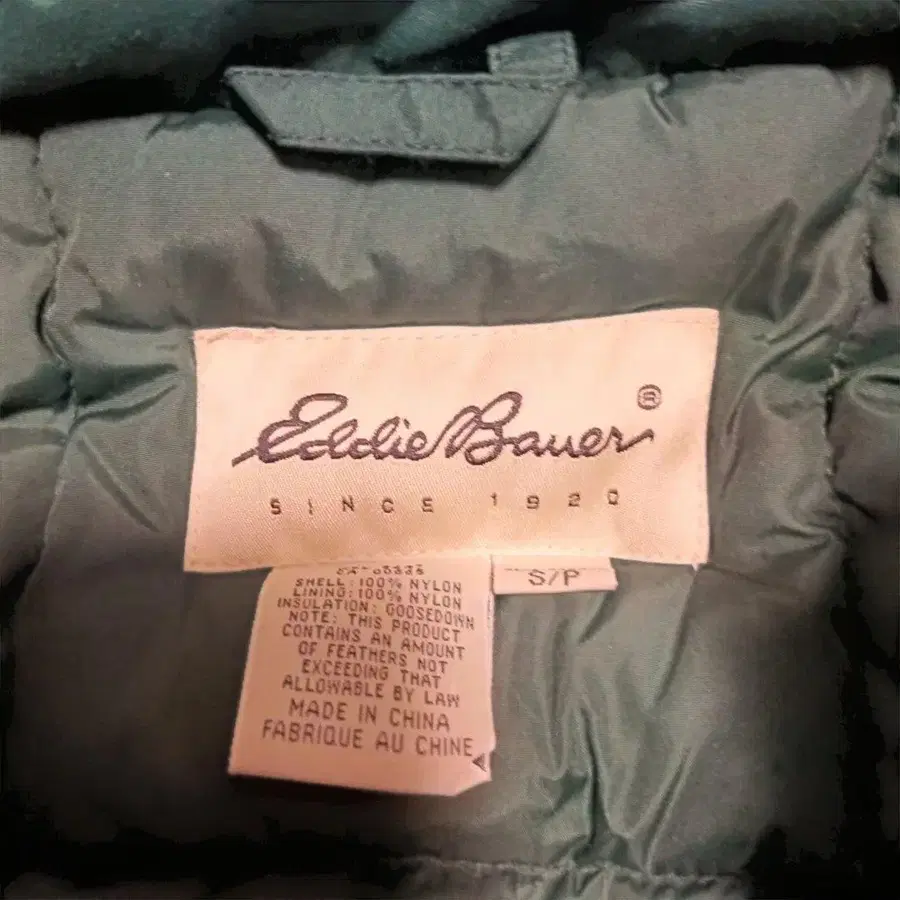 Eddie Bauer ®
SINCE 1920
S/P
SHELL: 100% NYLON
LINING: 100% NYLON
INSULATION: GOOSEDOWN
NOTE: THIS PRODUCT
CONTAINS AN AMOUNT
OF FEATHERS NOT
EXCEEDING THAT
ALLOWABLE BY LAW
MADE IN CHINA
FABRIQUE AU CHINE